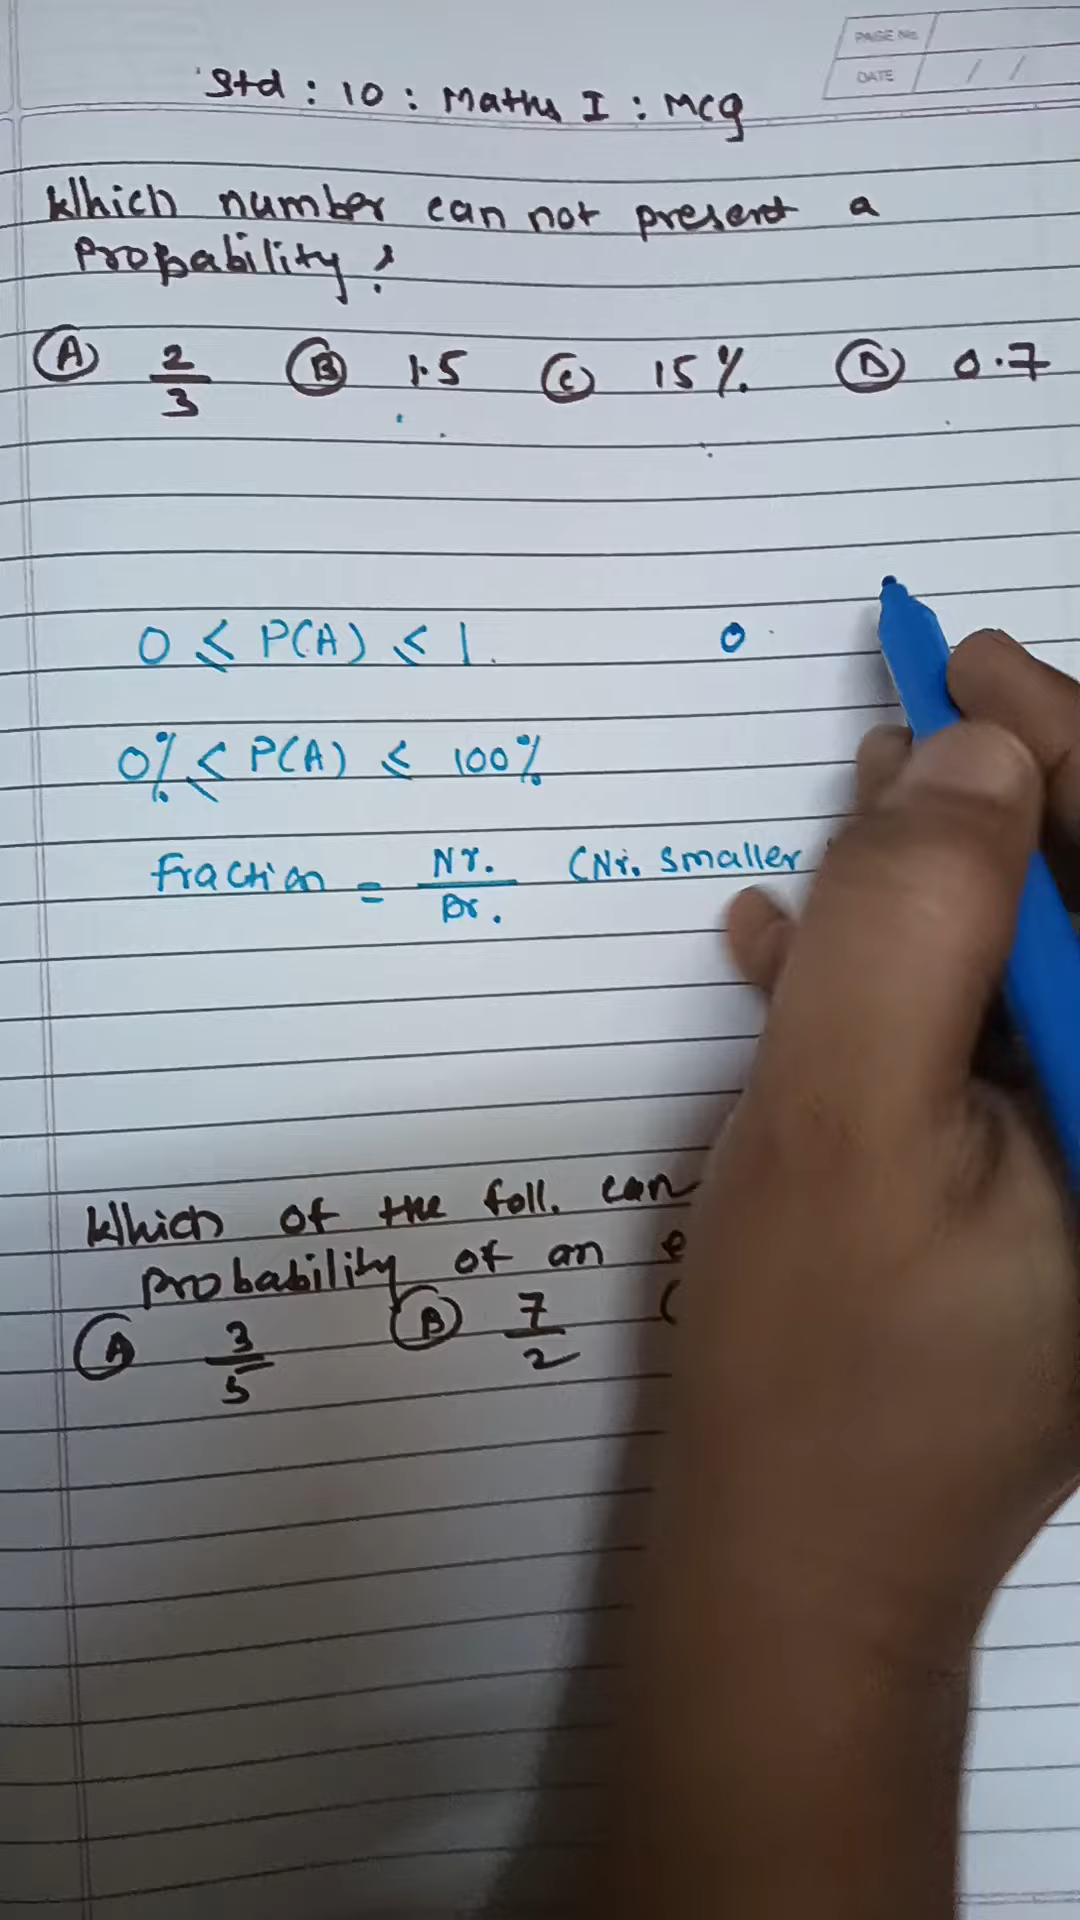 PAGE No.
DATE / /
Std : 10 : Maths I : Mcq
Which number can not present a
Probability ?
(A) 2/3 (B) 1.5 (C) 15% (D) 0.7
0 ≤ P(A) ≤ 1. 0.
0% ≤ P(A) ≤ 100%
Fraction = Nr./Dr. (Nr. smaller
Which of the foll. can
Probability of an
(A) 3/5 (B) 7/2 (